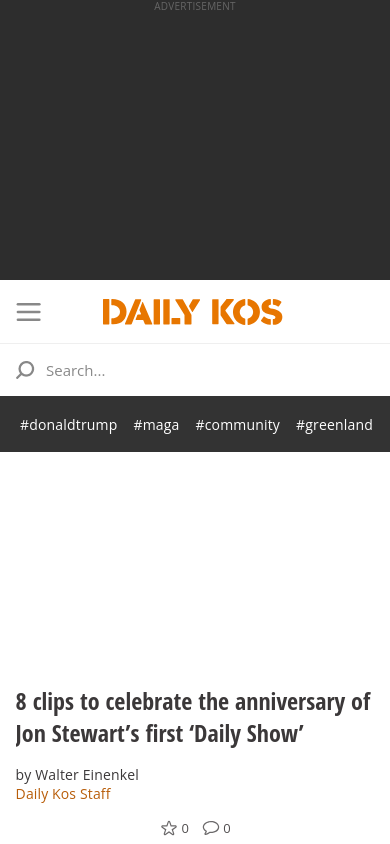 ADVERTISEMENT
DAILY KOS
Search...
#donaldtrump #maga #community #greenland
8 clips to celebrate the anniversary of
Jon Stewart’s first ‘Daily Show’
by Walter Einenkel
Daily Kos Staff
0 0